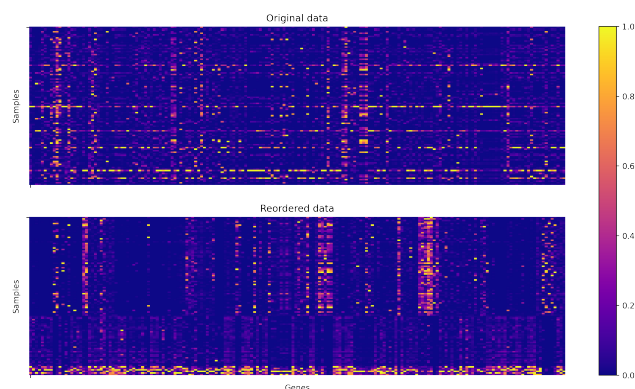 Original data
Samples
Reordered data
Samples
Genes
1.0
0.8
0.6
0.4
0.2
0.0